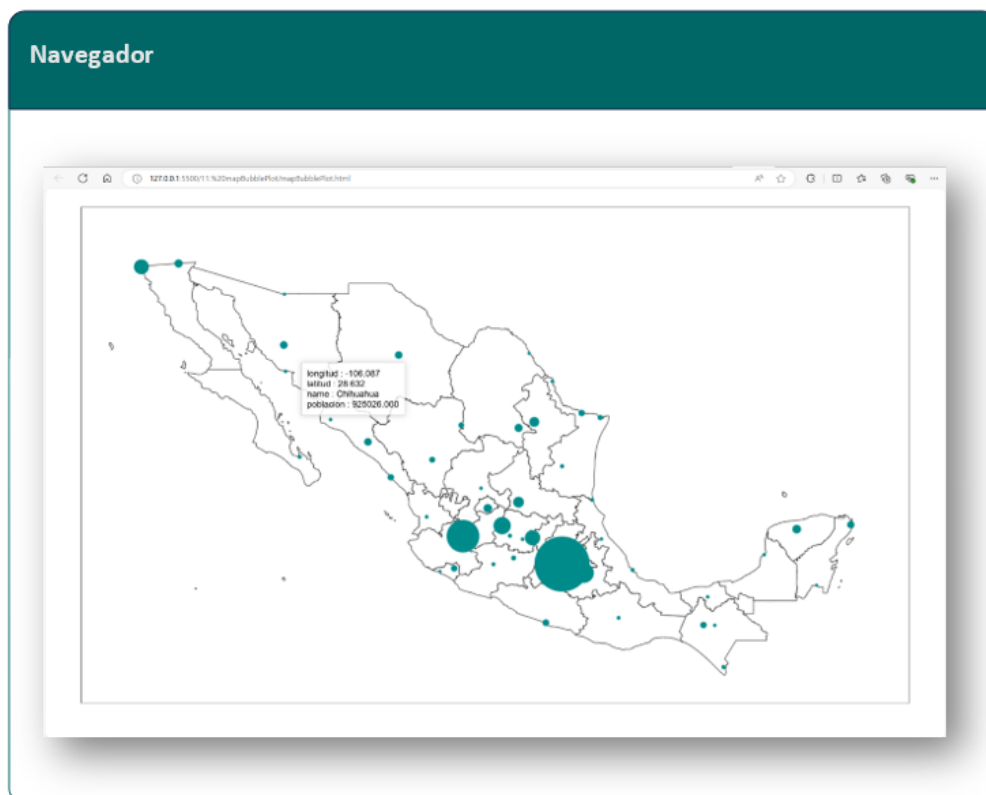 Navegador
127.0.0.1:5500/11.%20mapBubblePlot/mapBubblePlot.html
longitud : -106.087
latitud : 28.632
name : Chihuahua
poblacion : 925026.000